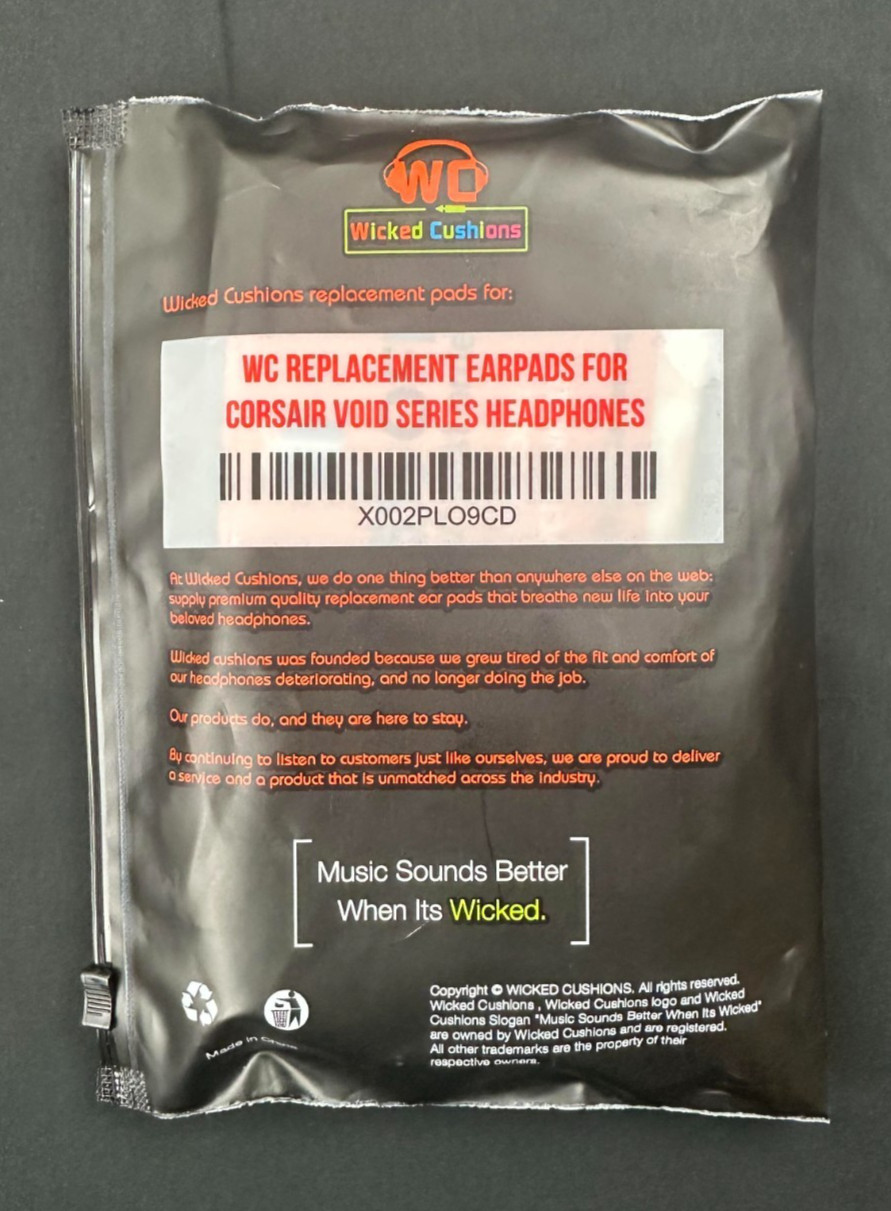 WC
Wicked Cushions
Wicked Cushions replacement pads for:
WC REPLACEMENT EARPADS FOR
CORSAIR VOID SERIES HEADPHONES
X002PLO9CD
At Wicked Cushions, we do one thing better than anywhere else on the web:
supply premium quality replacement ear pads that breathe new life into your
beloved headphones.
Wicked cushions was founded because we grew tired of the fit and comfort of
our headphones deteriorating, and no longer doing the job.
Our products do, and they are here to stay.
By continuing to listen to customers just like ourselves, we are proud to deliver
a service and a product that is unmatched across the industry.
Music Sounds Better
When Its Wicked.
Copyright © WICKED CUSHIONS. All rights reserved.
Wicked Cushions , Wicked Cushions logo and Wicked
Cushions Slogan "Music Sounds Better When Its Wicked"
are owned by Wicked Cushions and are registered.
All other trademarks are the property of their
respective owners.
Made in China